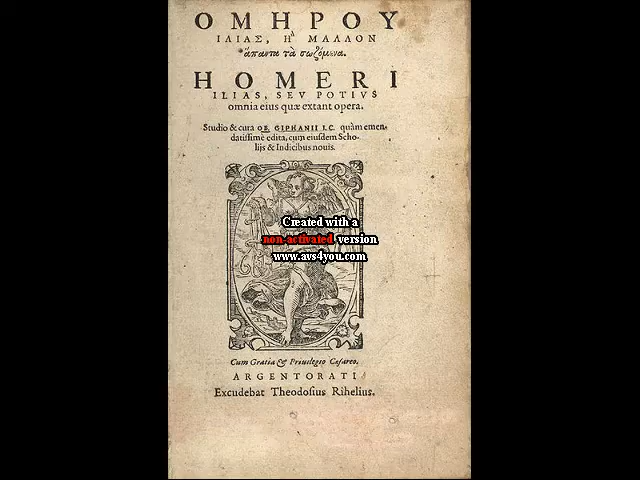 ΟΜΗΡΟΥ
ΙΛΙΑΣ, Ἢ ΜΑΛΛΟΝ
ἅπαντα τὰ σωζόμενα.
HOMERI
ILIAS, SEV POTIVS
omnia eius quæ extant opera.
Studio & cura OB. GIPHANII I.C. quàm emen-
datissimè edita, cum eiusdem Scho-
lijs & Indicibus nouis.
Created with a
non-activated version
www.avs4you.com
Cum Gratia & Priuilegio Cæsareo.
ARGENTORATI
Excudebat Theodosius Rihelius.